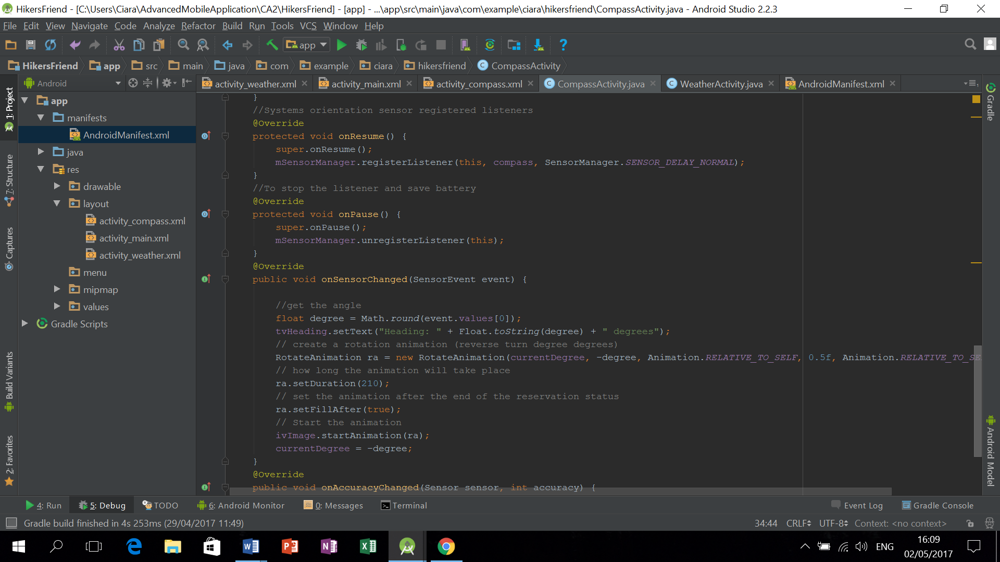 HikersFriend - [C:\Users\Ciara\AdvancedMobileApplication\CA2\HikersFriend] - [app] - ...\app\src\main\java\com\example\ciara\hikersfriend\CompassActivity.java - Android Studio 2.2.3
File Edit View Navigate Code Analyze Refactor Build Run Tools VCS Window Help
app
HikersFriend app src main java com example ciara hikersfriend CompassActivity
Android
activity_weather.xml activity_main.xml activity_compass.xml CompassActivity.java WeatherActivity.java AndroidManifest.xml
1: Project
7: Structure
Captures
Build Variants
2: Favorites
app
manifests
AndroidManifest.xml
java
res
drawable
layout
activity_compass.xml
activity_main.xml
activity_weather.xml
menu
mipmap
values
Gradle Scripts
}
//Systems orientation sensor registered listeners
@Override
protected void onResume() {
super.onResume();
mSensorManager.registerListener(this, compass, SensorManager.SENSOR_DELAY_NORMAL);
}
//To stop the listener and save battery
@Override
protected void onPause() {
super.onPause();
mSensorManager.unregisterListener(this);
}
@Override
public void onSensorChanged(SensorEvent event) {
//get the angle
float degree = Math.round(event.values[0]);
tvHeading.setText("Heading: " + Float.toString(degree) + " degrees");
// create a rotation animation (reverse turn degree degrees)
RotateAnimation ra = new RotateAnimation(currentDegree, -degree, Animation.RELATIVE_TO_SELF, 0.5f, Animation.RELATIVE_TO_SE
// how long the animation will take place
ra.setDuration(210);
// set the animation after the end of the reservation status
ra.setFillAfter(true);
// Start the animation
ivImage.startAnimation(ra);
currentDegree = -degree;
}
@Override
public void onAccuracyChanged(Sensor sensor, int accuracy) {
Gradle
Android Model
4: Run 5: Debug TODO 6: Android Monitor 0: Messages Terminal Event Log Gradle Console
Gradle build finished in 4s 253ms (29/04/2017 11:49) 34:44 CRLF UTF-8 Context: <no context>
ENG
16:09
02/05/2017